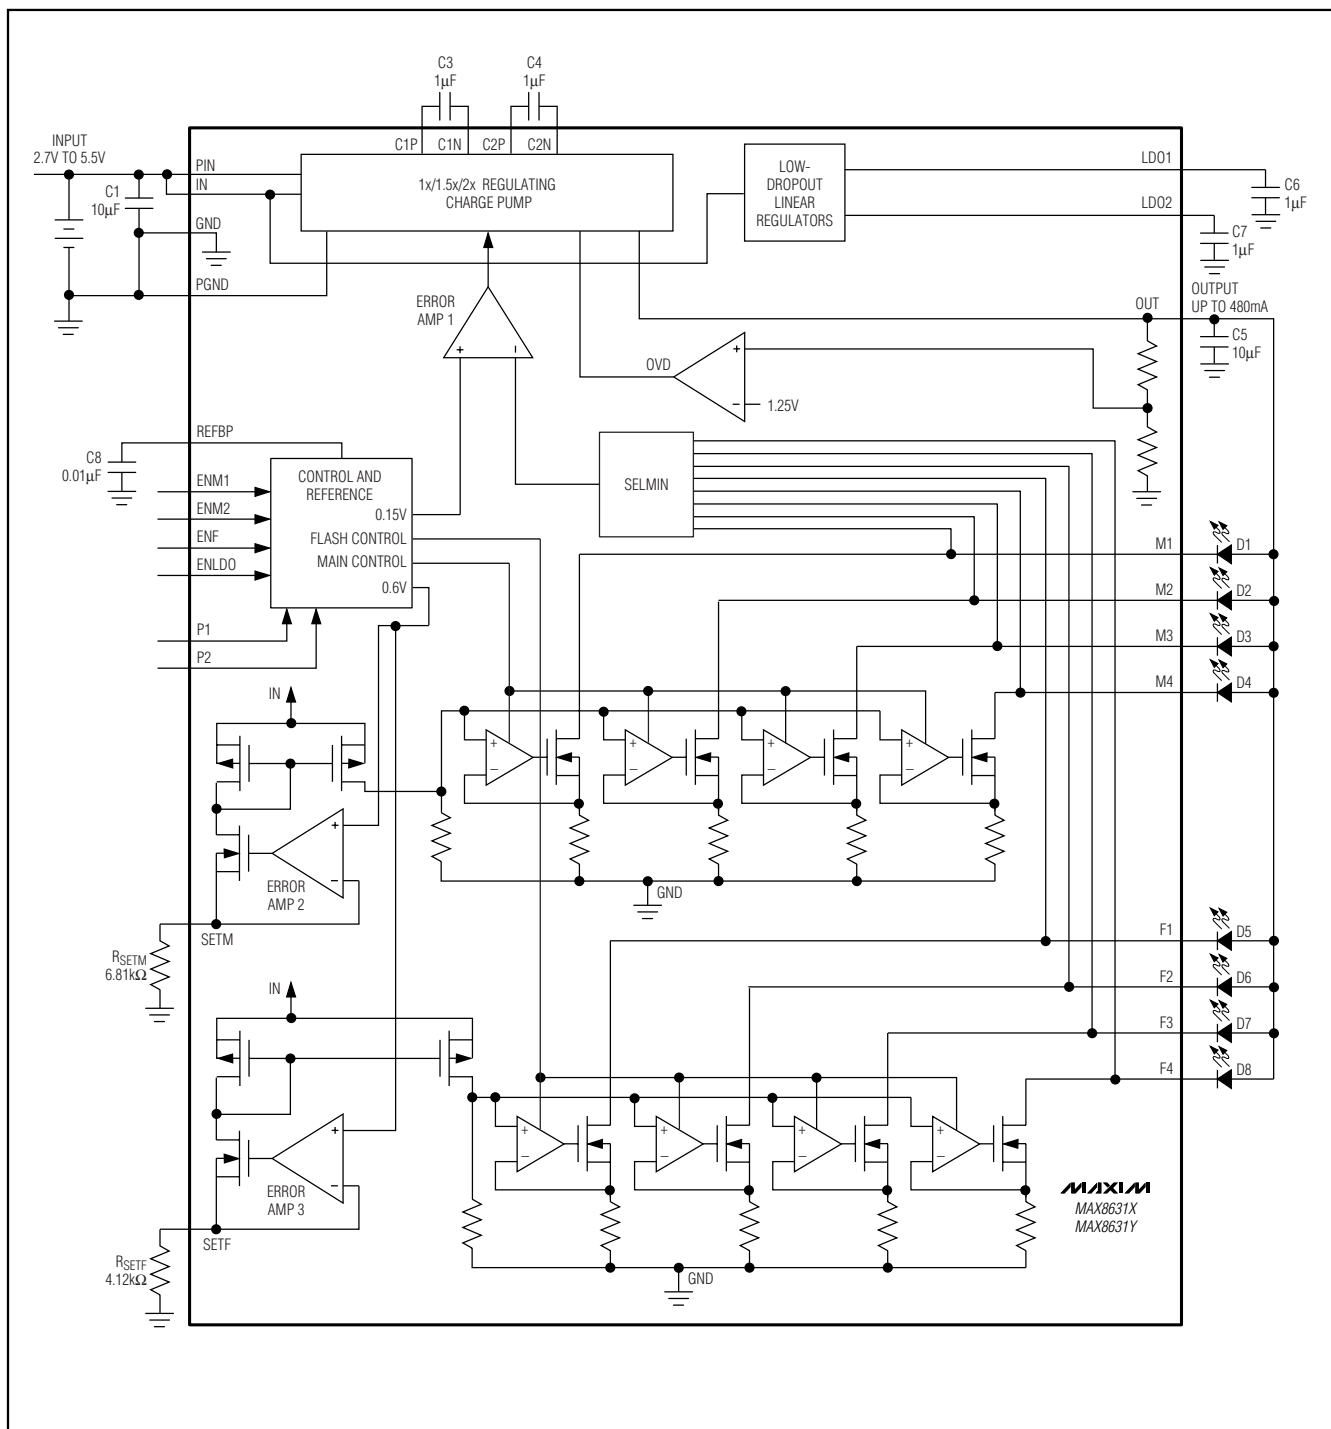 C3
1µF
C4
1µF
INPUT
2.7V TO 5.5V
C1P
C1N
C2P
C2N
PIN
IN
C1
10µF
GND
PGND
1x/1.5x/2x REGULATING
CHARGE PUMP
LOW-
DROPOUT
LINEAR
REGULATORS
LDO1
LDO2
C6
1µF
C7
1µF
ERROR
AMP 1
+
−
OUT
OUTPUT
UP TO 480mA
C5
10µF
OVD
+
−
1.25V
REFBP
C8
0.01µF
ENM1
ENM2
ENF
ENLDO
P1
P2
CONTROL AND
REFERENCE
0.15V
FLASH CONTROL
MAIN CONTROL
0.6V
SELMIN
M1
D1
M2
D2
M3
D3
M4
D4
IN
+
−
+
−
+
−
+
−
+
−
ERROR
AMP 2
SETM
GND
RSETM
6.81kΩ
F1
D5
F2
D6
F3
D7
F4
D8
IN
+
−
+
−
+
−
+
−
+
−
ERROR
AMP 3
SETF
GND
RSETF
4.12kΩ
MAXIM
MAX8631X
MAX8631Y